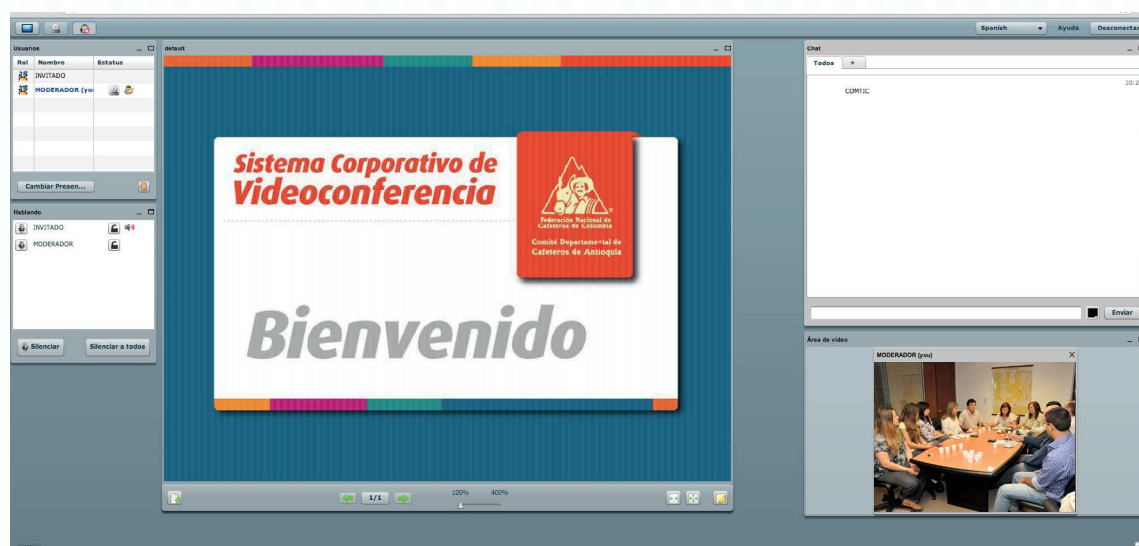 Spanish
Ayuda
Desconectar
Usuarios
Rol Nombre Estatus
INVITADO
MODERADOR (you
Cambiar Presen...
Hablando
INVITADO
MODERADOR
Silenciar
Silenciar a todos
default
Sistema Corporativo de
Videoconferencia
Federación Nacional de
Cafeteros de Colombia
Comité Departamental de
Cafeteros de Antioquia
Bienvenido
1/1
100% 400%
Chat
Todos +
10:2
COMTIC
Enviar
Área de video
MODERADOR (you) X